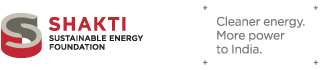 SHAKTI
SUSTAINABLE ENERGY
FOUNDATION
Cleaner energy.
More power
to India.